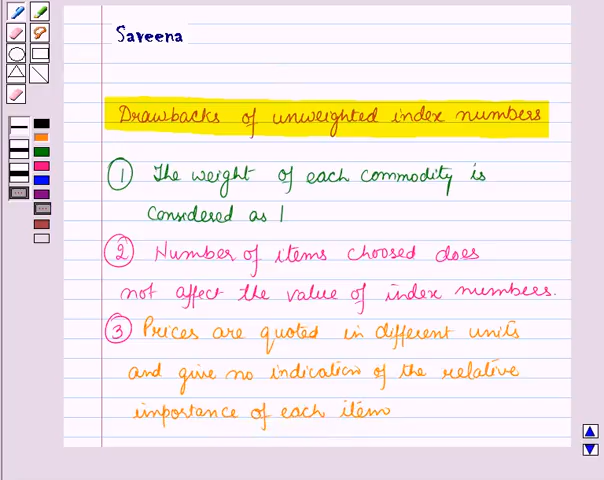 Saveena
Drawbacks of unweighted index numbers
1 The weight of each commodity is
considered as 1
2 Number of items choosed does
not affect the value of index numbers.
3 Prices are quoted in different units
and give no indication of the relative
importance of each item